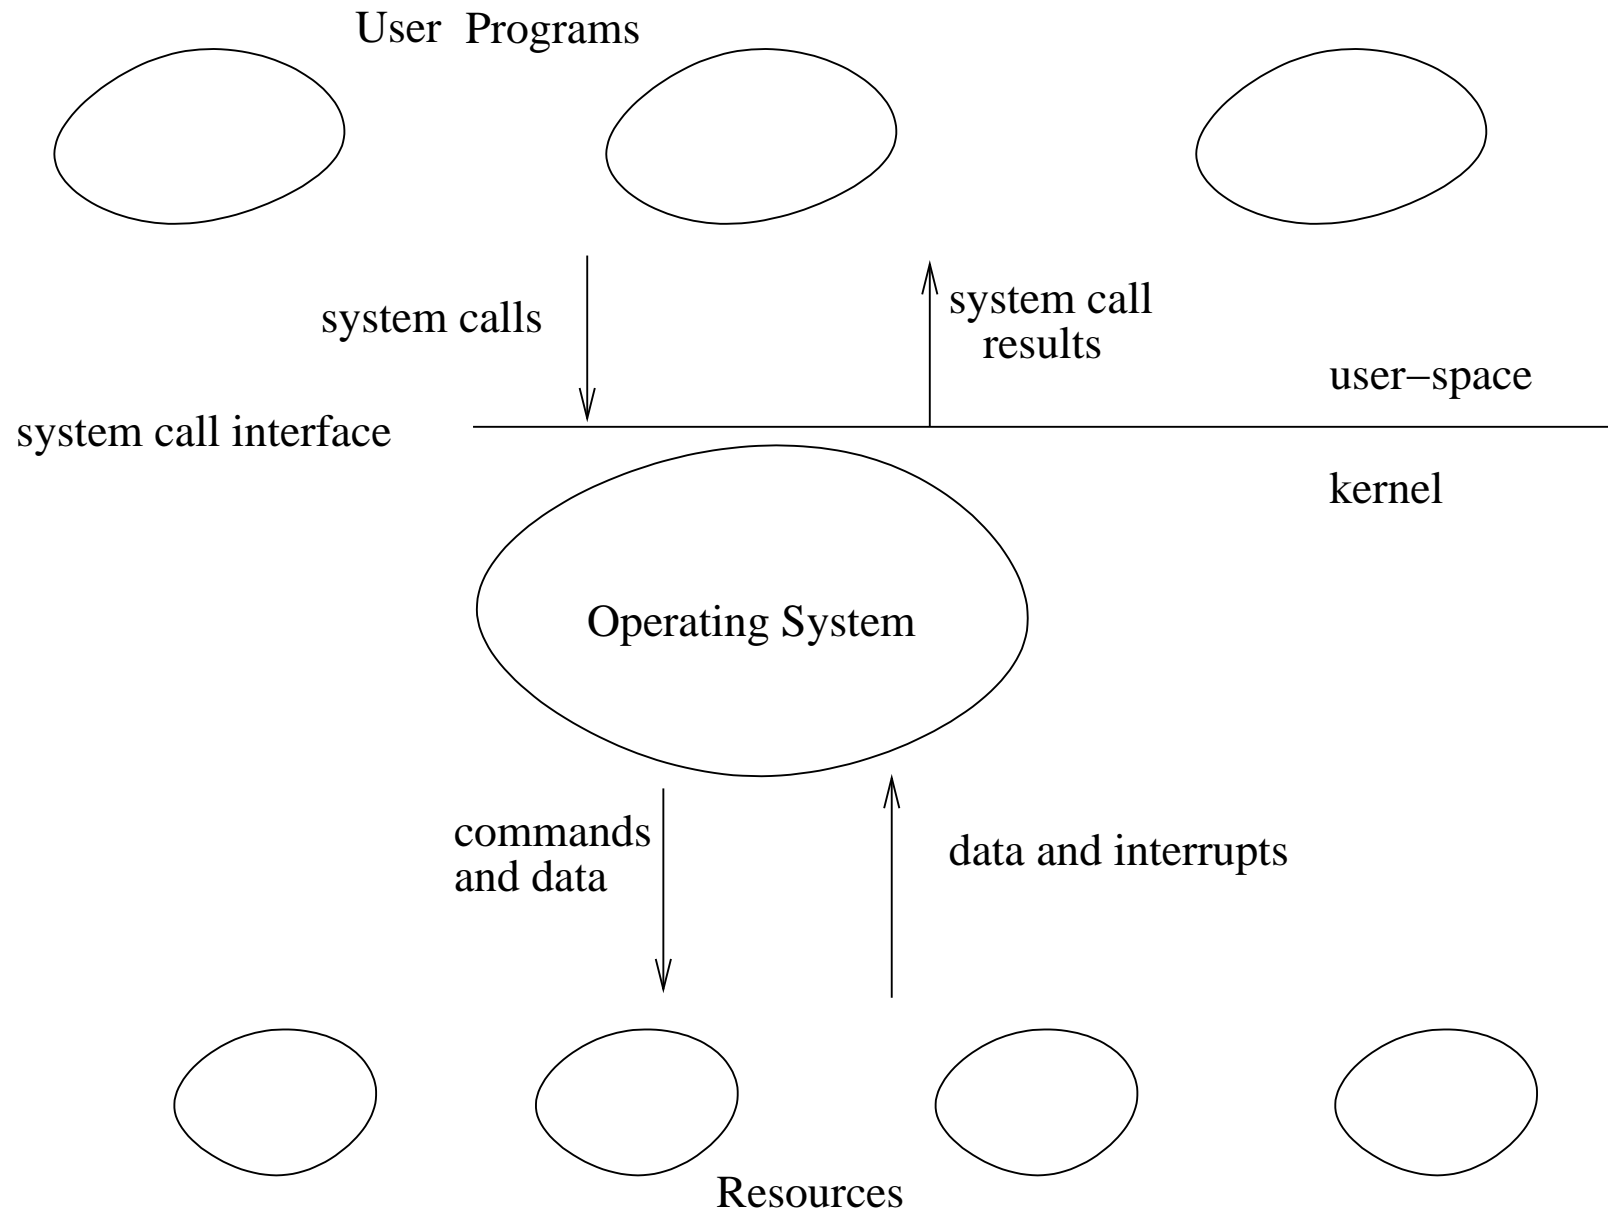 User Programs
system calls
system call
results
user−space
system call interface
kernel
Operating System
commands
and data
data and interrupts
Resources